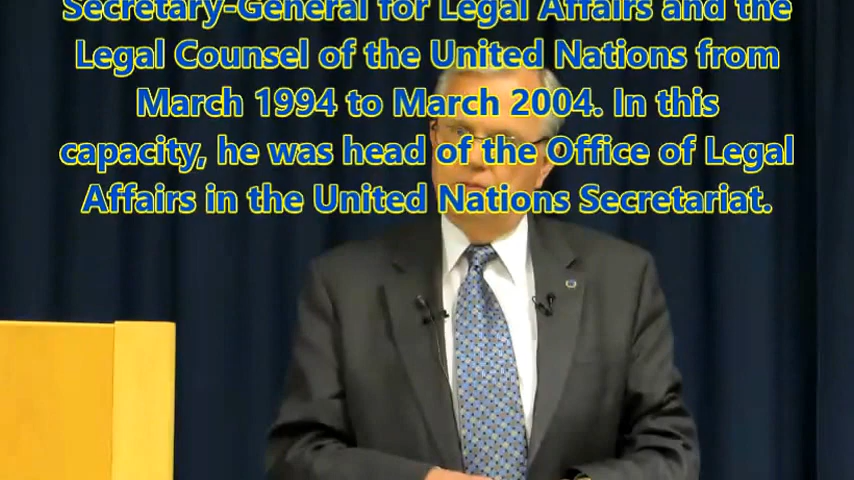 Secretary-General for Legal Affairs and the
Legal Counsel of the United Nations from
March 1994 to March 2004. In this
capacity, he was head of the Office of Legal
Affairs in the United Nations Secretariat.